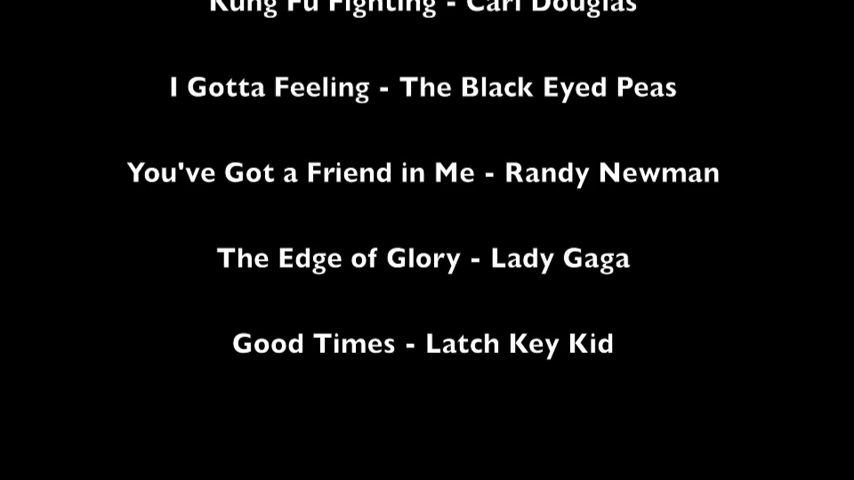 Kung Fu Fighting - Carl Douglas
I Gotta Feeling - The Black Eyed Peas
You've Got a Friend in Me - Randy Newman
The Edge of Glory - Lady Gaga
Good Times - Latch Key Kid